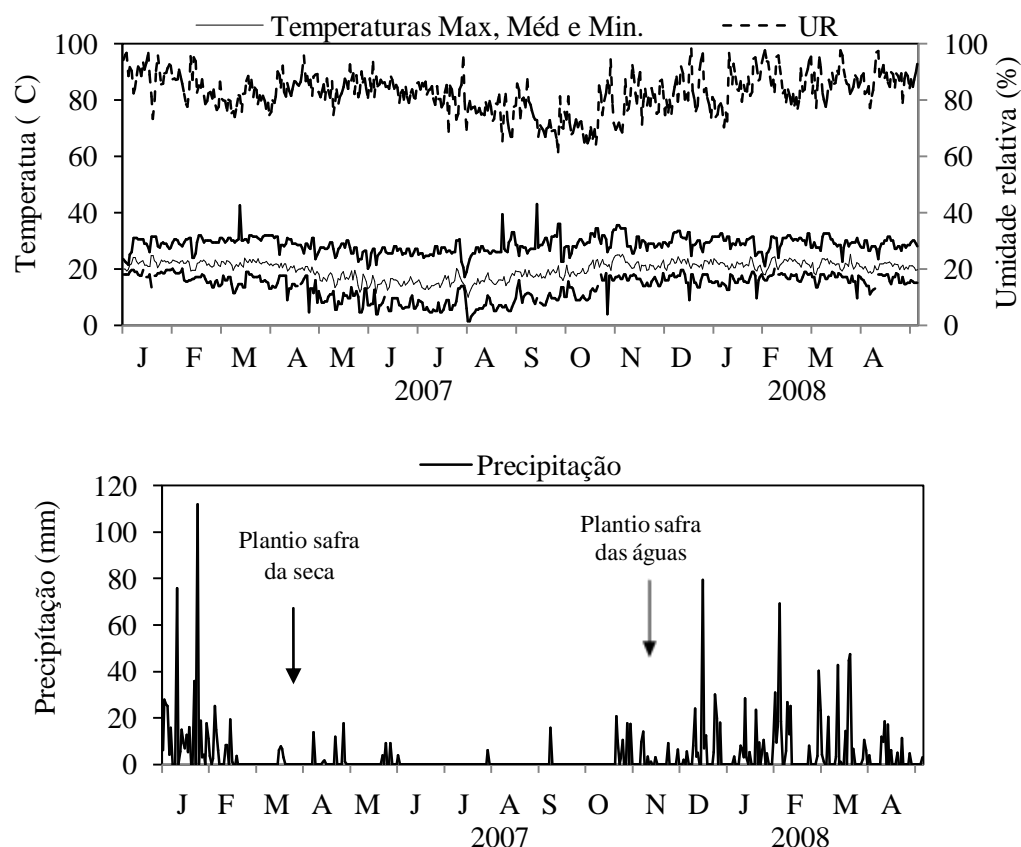 Temperaturas Max, Méd e Min. UR
Temperatua ( C)
100
80
60
40
20
0
100
80
60
40
20
0
Umidade relativa (%)
J F M A M J J A S O N D J F M A
2007 2008
Precipitação
Precipítação (mm)
120
100
80
60
40
20
0
Plantio safra
da seca
Plantio safra
das águas
J F M A M J J A S O N D J F M A
2007 2008